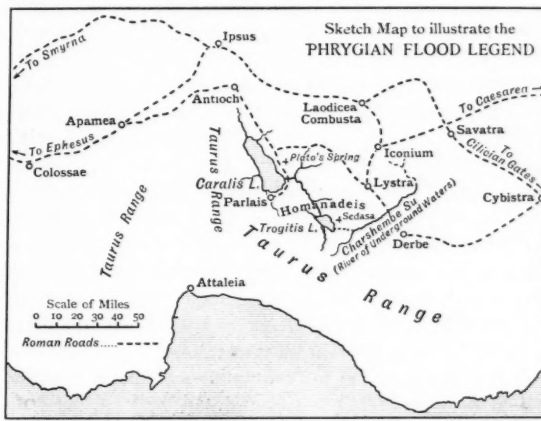 Sketch Map to illustrate the
PHRYGIAN FLOOD LEGEND
To Smyrna
Ipsus
Antioch
Laodicea
Combusta
To Caesarea
Apamea
To Ephesus
Colossae
Taurus Range
Taurus Range
Savatra
To
Cilician Gates
Iconium
Plato's Spring
Caralis L.
Parlais
Homanadeis
Lystra
Sedasa
Trogitis L.
Charshembe Su
(River of Underground Waters)
Cybistra
Derbe
Taurus Range
Attaleia
Scale of Miles
0 10 20 30 40 50
Roman Roads